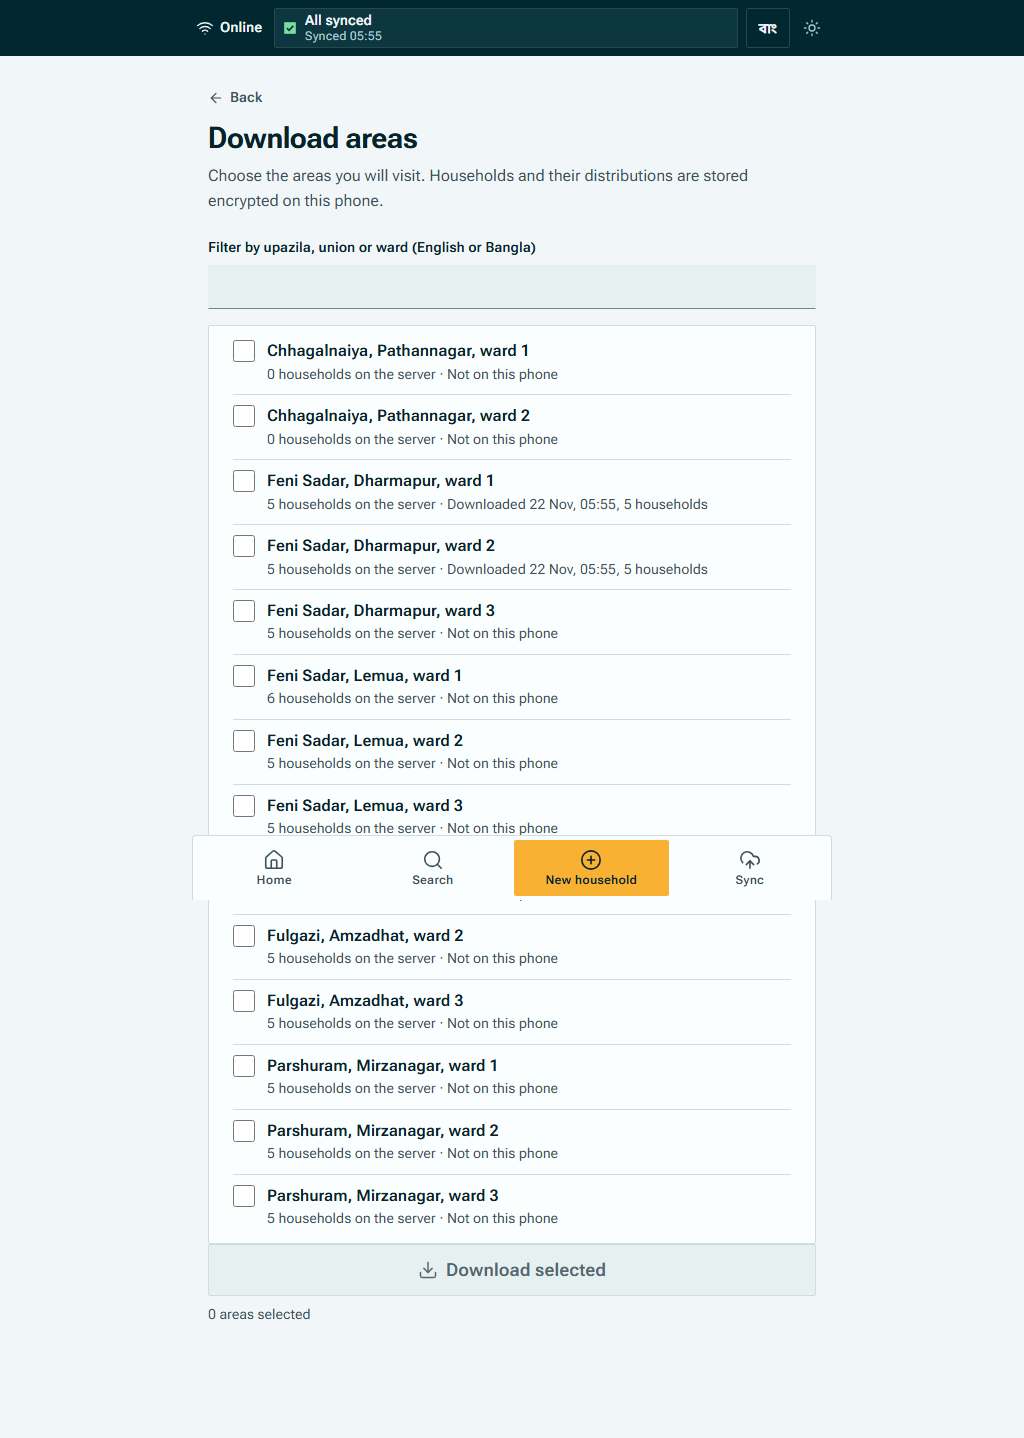 Online
All synced
Synced 05:55
বাং
Back
Download areas
Choose the areas you will visit. Households and their distributions are stored
encrypted on this phone.
Filter by upazila, union or ward (English or Bangla)
Chhagalnaiya, Pathannagar, ward 1
0 households on the server · Not on this phone
Chhagalnaiya, Pathannagar, ward 2
0 households on the server · Not on this phone
Feni Sadar, Dharmapur, ward 1
5 households on the server · Downloaded 22 Nov, 05:55, 5 households
Feni Sadar, Dharmapur, ward 2
5 households on the server · Downloaded 22 Nov, 05:55, 5 households
Feni Sadar, Dharmapur, ward 3
5 households on the server · Not on this phone
Feni Sadar, Lemua, ward 1
6 households on the server · Not on this phone
Feni Sadar, Lemua, ward 2
5 households on the server · Not on this phone
Feni Sadar, Lemua, ward 3
5 households on the server · Not on this phone
Home
Search
New household
Sync
Fulgazi, Amzadhat, ward 2
5 households on the server · Not on this phone
Fulgazi, Amzadhat, ward 3
5 households on the server · Not on this phone
Parshuram, Mirzanagar, ward 1
5 households on the server · Not on this phone
Parshuram, Mirzanagar, ward 2
5 households on the server · Not on this phone
Parshuram, Mirzanagar, ward 3
5 households on the server · Not on this phone
Download selected
0 areas selected